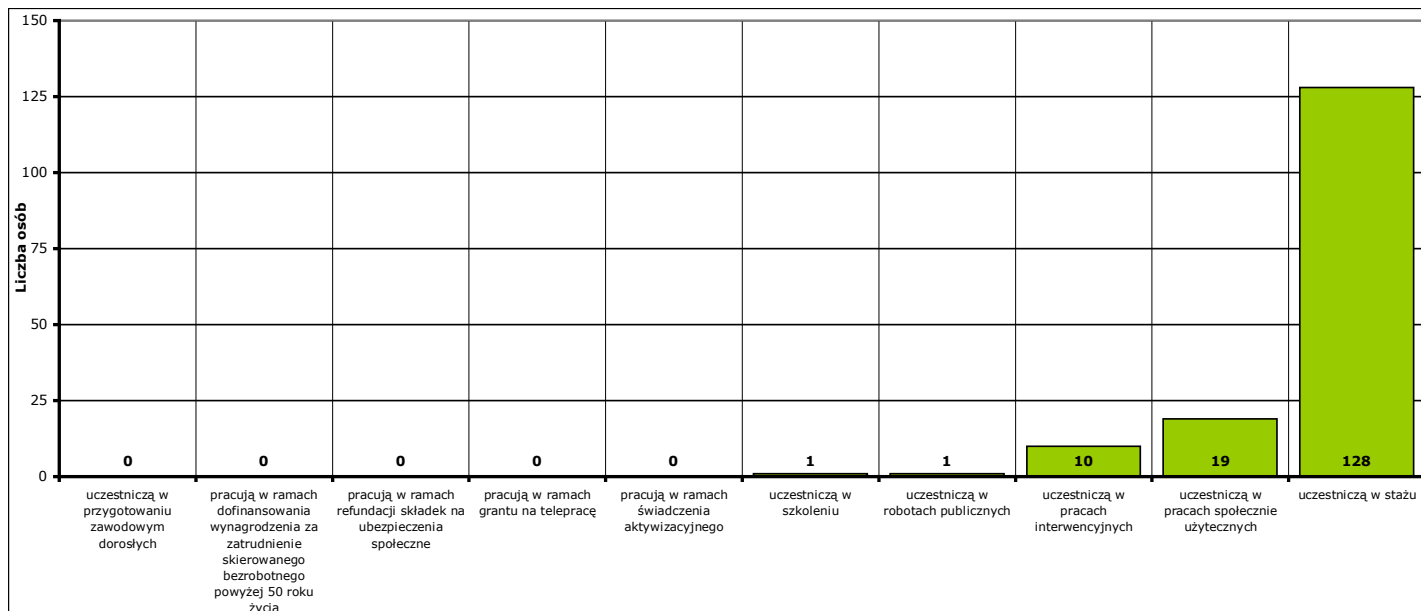 150
125
100
75
50
25
0
Liczba osób
0
0
0
0
0
1
1
10
19
128
uczestniczą w
przygotowaniu
zawodowym
dorosłych
pracują w ramach
dofinansowania
wynagrodzenia za
zatrudnienie
skierowanego
bezrobotnego
powyżej 50 roku
życia
pracują w ramach
refundacji składek na
ubezpieczenia
społeczne
pracują w ramach
grantu na telepracę
pracują w ramach
świadczenia
aktywizacyjnego
uczestniczą w
szkoleniu
uczestniczą w
robotach publicznych
uczestniczą w
pracach
interwencyjnych
uczestniczą w
pracach społecznie
użytecznych
uczestniczą w stażu